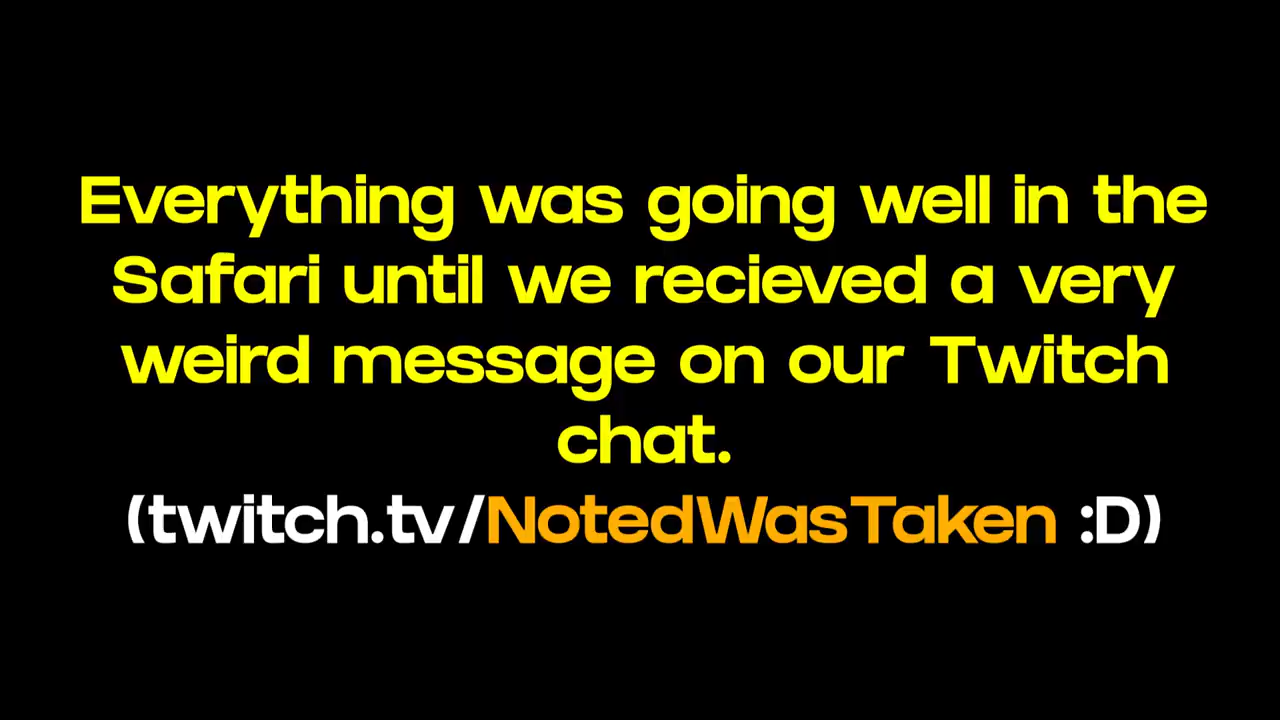 Everything was going well in the
Safari until we recieved a very
weird message on our Twitch
chat.
(twitch.tv/NotedWasTaken :D)